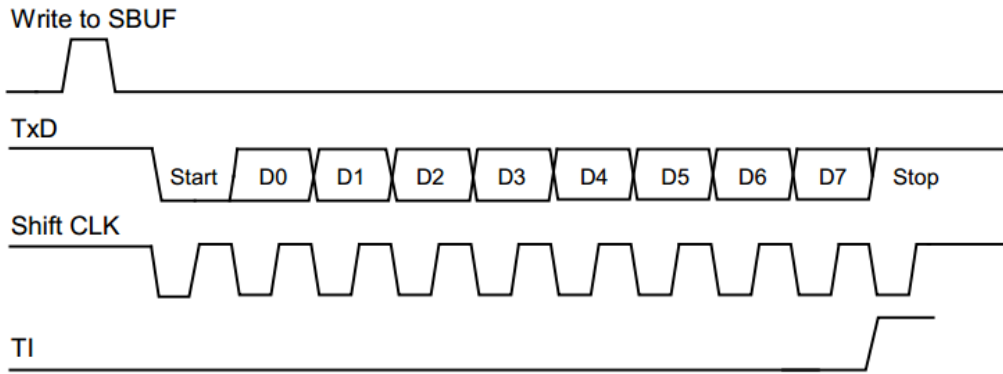 Write to SBUF
TxD
Start D0 D1 D2 D3 D4 D5 D6 D7 Stop
Shift CLK
TI